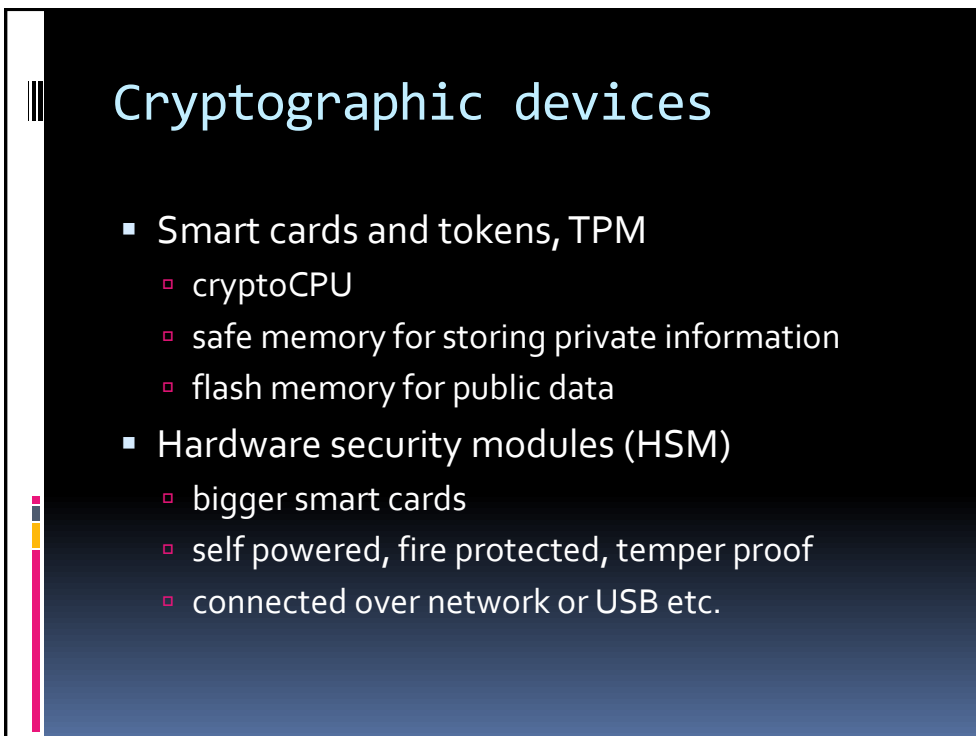 Cryptographic devices
Smart cards and tokens, TPM
cryptoCPU
safe memory for storing private information
flash memory for public data
Hardware security modules (HSM)
bigger smart cards
self powered, fire protected, temper proof
connected over network or USB etc.